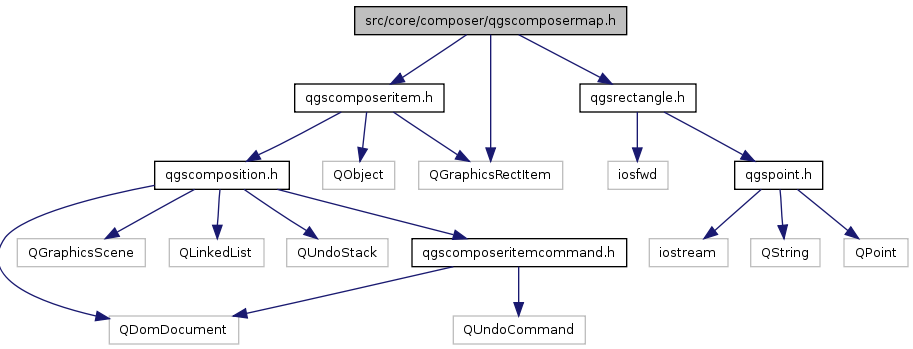 src/core/composer/qgscomposermap.h
qgscomposeritem.h
qgsrectangle.h
qgscomposition.h
QObject
QGraphicsRectItem
iosfwd
qgspoint.h
QGraphicsScene
QLinkedList
QUndoStack
qgscomposeritemcommand.h
iostream
QString
QPoint
QDomDocument
QUndoCommand